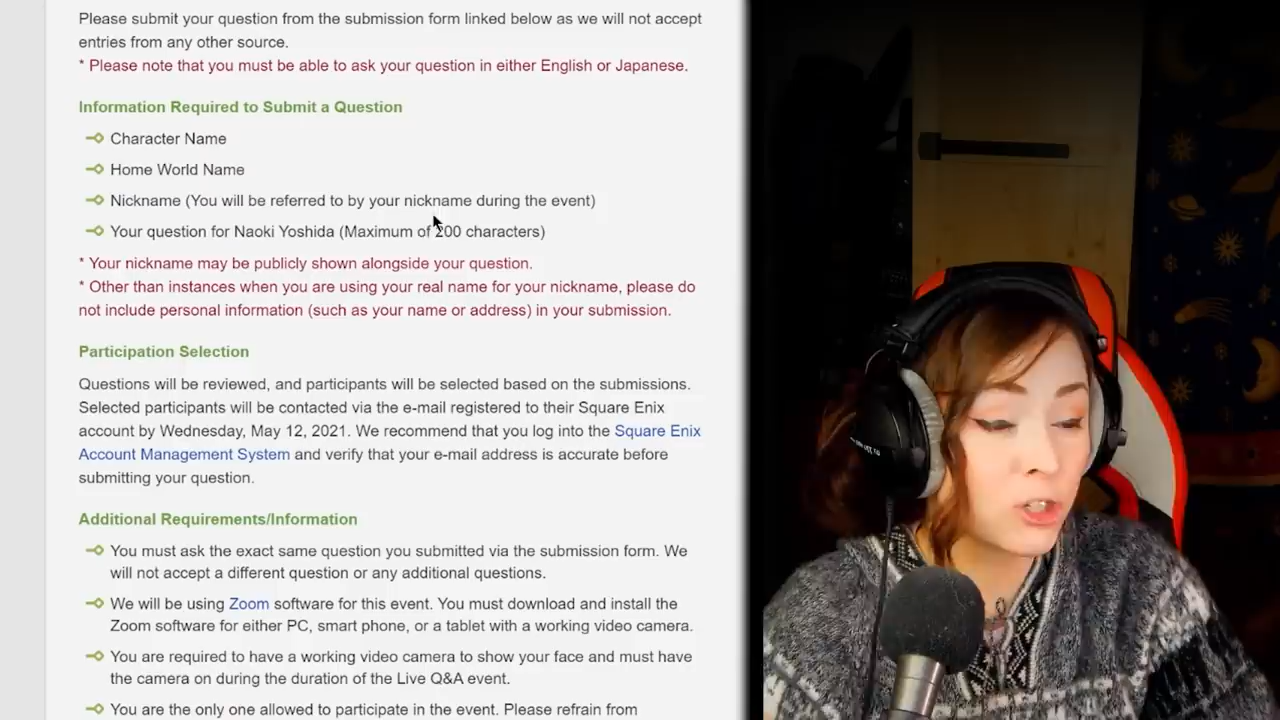 Please submit your question from the submission form linked below as we will not accept
entries from any other source.
* Please note that you must be able to ask your question in either English or Japanese.
Information Required to Submit a Question
Character Name
Home World Name
Nickname (You will be referred to by your nickname during the event)
Your question for Naoki Yoshida (Maximum of 200 characters)
* Your nickname may be publicly shown alongside your question.
* Other than instances when you are using your real name for your nickname, please do
not include personal information (such as your name or address) in your submission.
Participation Selection
Questions will be reviewed, and participants will be selected based on the submissions.
Selected participants will be contacted via the e-mail registered to their Square Enix
account by Wednesday, May 12, 2021. We recommend that you log into the Square Enix
Account Management System and verify that your e-mail address is accurate before
submitting your question.
Additional Requirements/Information
You must ask the exact same question you submitted via the submission form. We
will not accept a different question or any additional questions.
We will be using Zoom software for this event. You must download and install the
Zoom software for either PC, smart phone, or a tablet with a working video camera.
You are required to have a working video camera to show your face and must have
the camera on during the duration of the Live Q&A event.
You are the only one allowed to participate in the event. Please refrain from